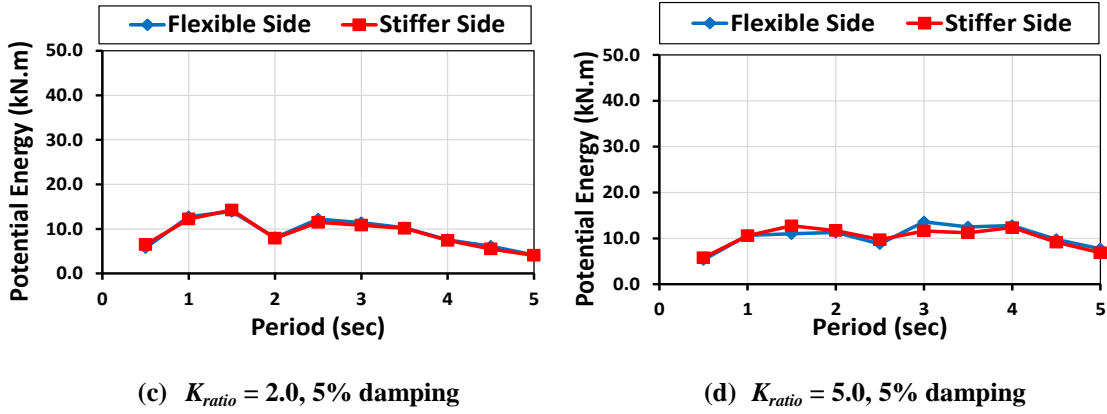 Flexible Side Stiffer Side
Potential Energy (kN.m)
50.0
40.0
30.0
20.0
10.0
0.0
0 1 2 3 4 5
Period (sec)
(c) K_ratio = 2.0, 5% damping
Flexible Side Stiffer Side
Potential Energy (kN.m)
50.0
40.0
30.0
20.0
10.0
0.0
0 1 2 3 4 5
Period (sec)
(d) K_ratio = 5.0, 5% damping